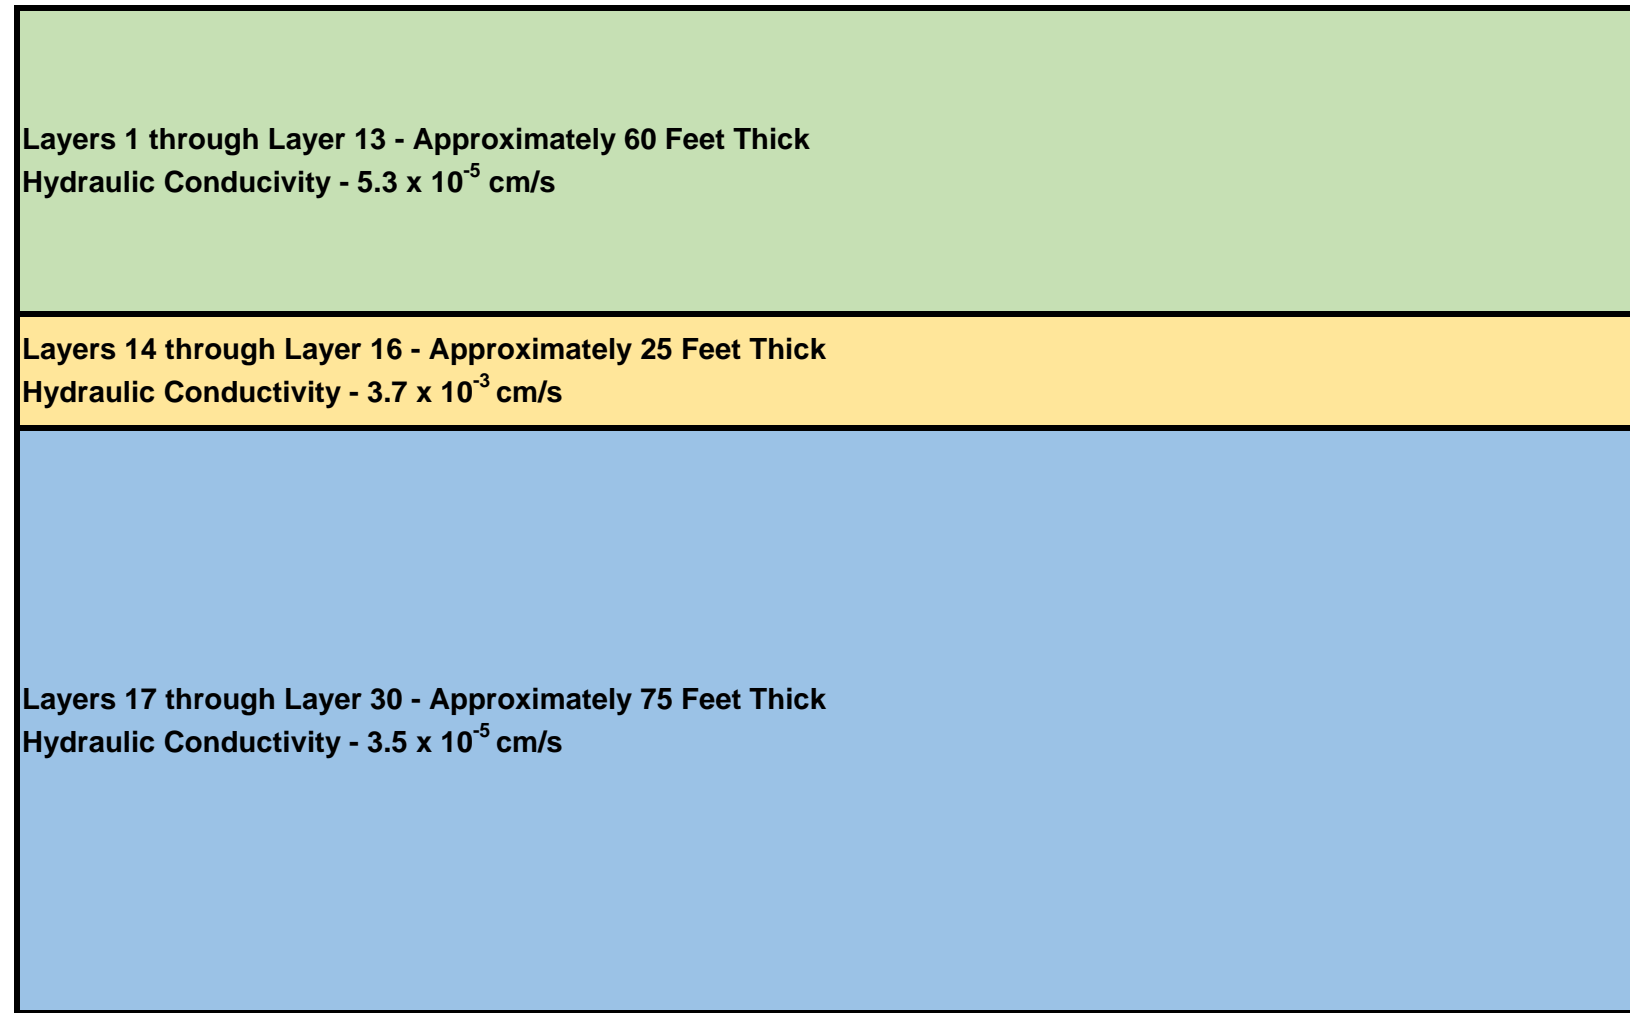 Layers 1 through Layer 13 - Approximately 60 Feet Thick
Hydraulic Conducivity - 5.3 x 10⁻⁵ cm/s
Layers 14 through Layer 16 - Approximately 25 Feet Thick
Hydraulic Conductivity - 3.7 x 10⁻³ cm/s
Layers 17 through Layer 30 - Approximately 75 Feet Thick
Hydraulic Conductivity - 3.5 x 10⁻⁵ cm/s